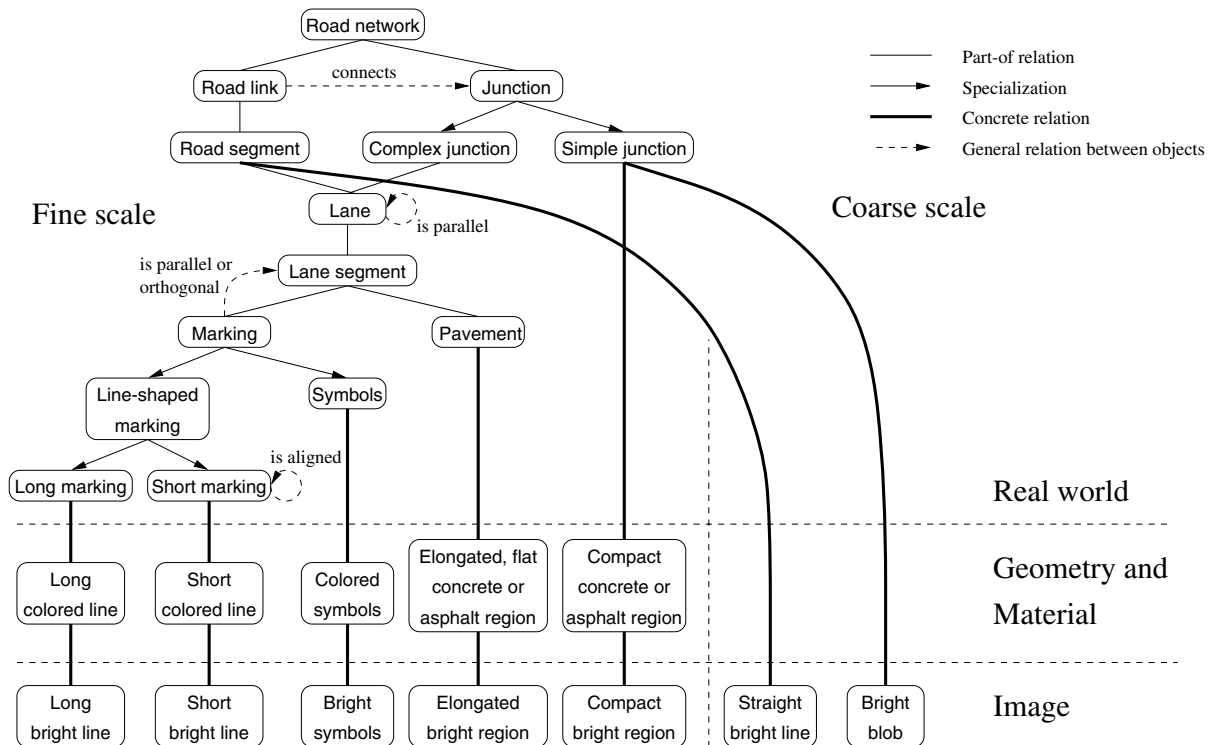 Road network
Part-of relation
connects
Road link
Junction
Specialization
Concrete relation
Road segment
Complex junction
Simple junction
General relation between objects
Fine scale
Lane
Coarse scale
is parallel
is parallel or
orthogonal
Lane segment
Marking
Pavement
Line-shaped
marking
Symbols
is aligned
Long marking
Short marking
Real world
Long
colored line
Short
colored line
Colored
symbols
Elongated, flat
concrete or
asphalt region
Compact
concrete or
asphalt region
Geometry and
Material
Long
bright line
Short
bright line
Bright
symbols
Elongated
bright region
Compact
bright region
Straight
bright line
Bright
blob
Image